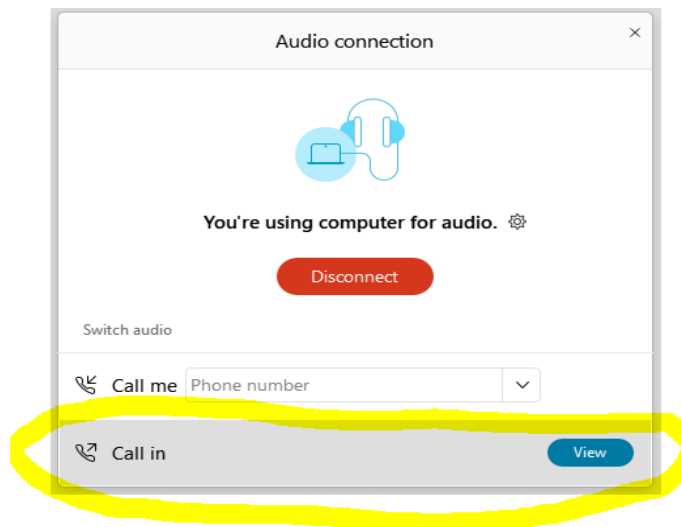 Audio connection
You're using computer for audio.
Disconnect
Switch audio
Call me Phone number
Call in View